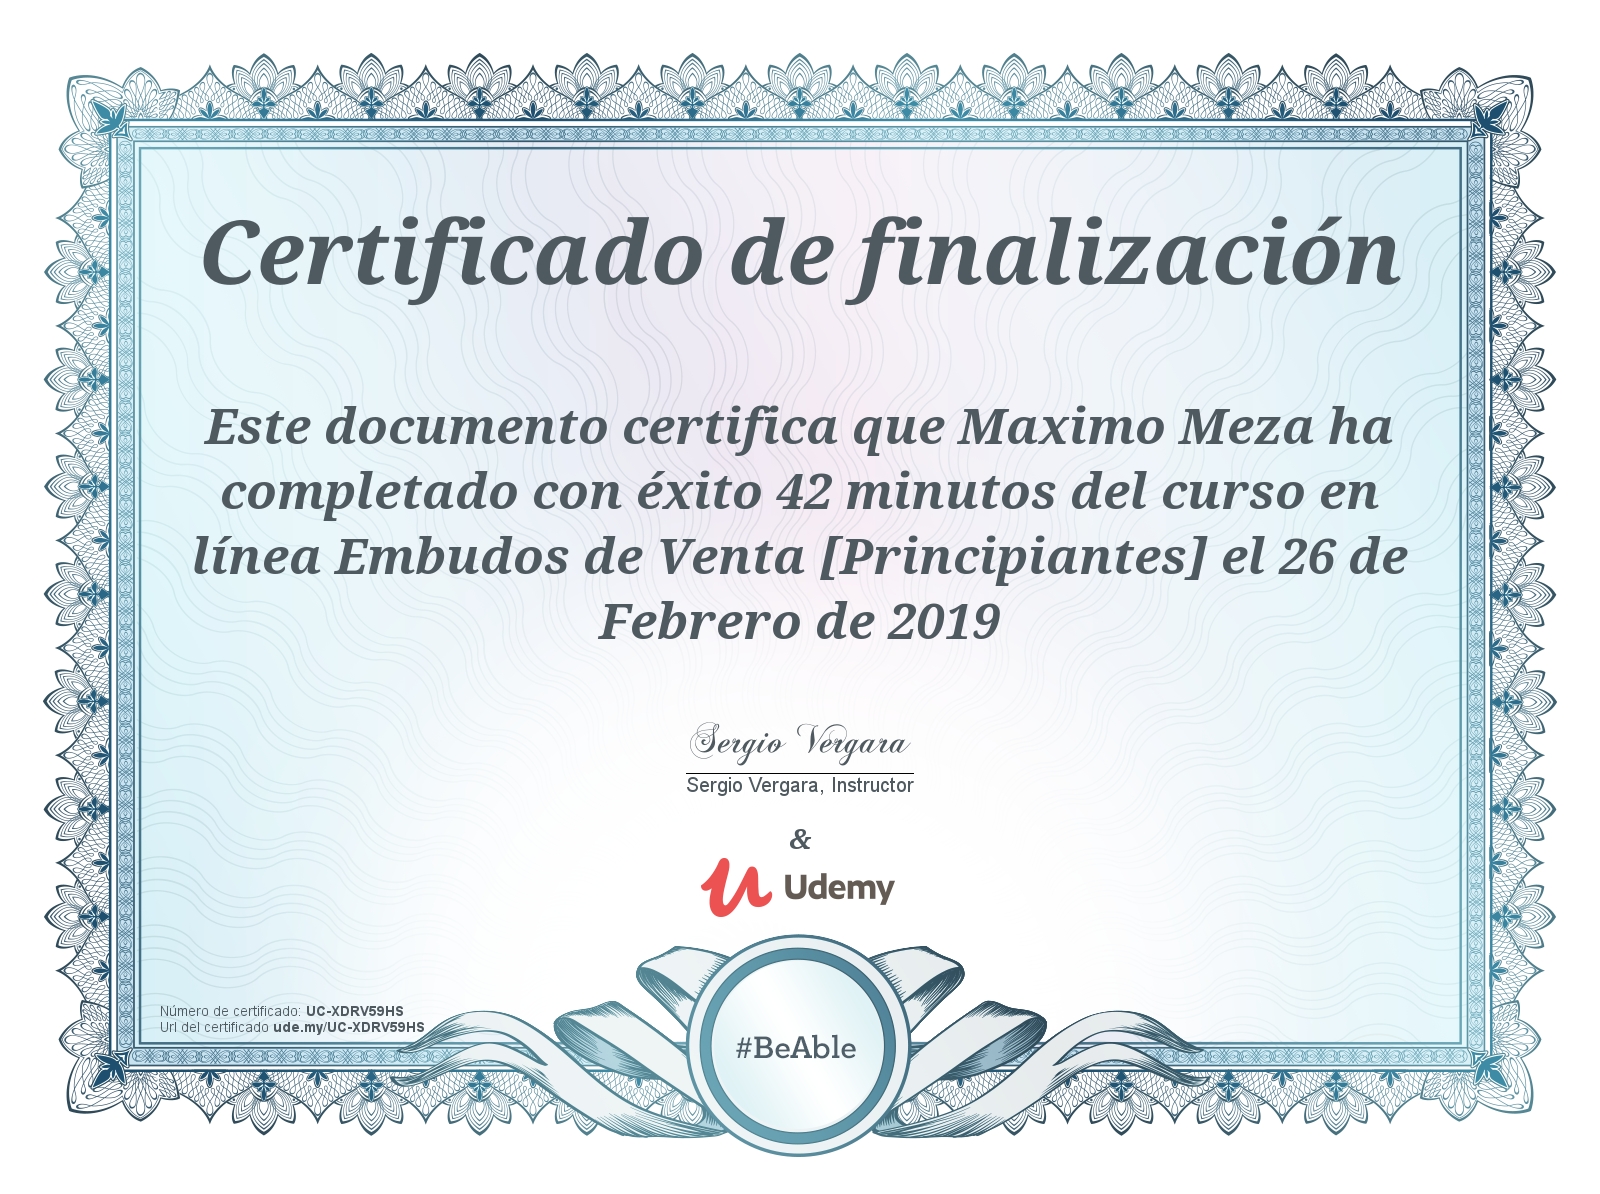 Certificado de finalización
Este documento certifica que Maximo Meza ha
completado con éxito 42 minutos del curso en
línea Embudos de Venta [Principiantes] el 26 de
Febrero de 2019
Sergio Vergara
Sergio Vergara, Instructor
&
Udemy
Número de certificado: UC-XDRV59HS
Url del certificado ude.my/UC-XDRV59HS
#BeAble